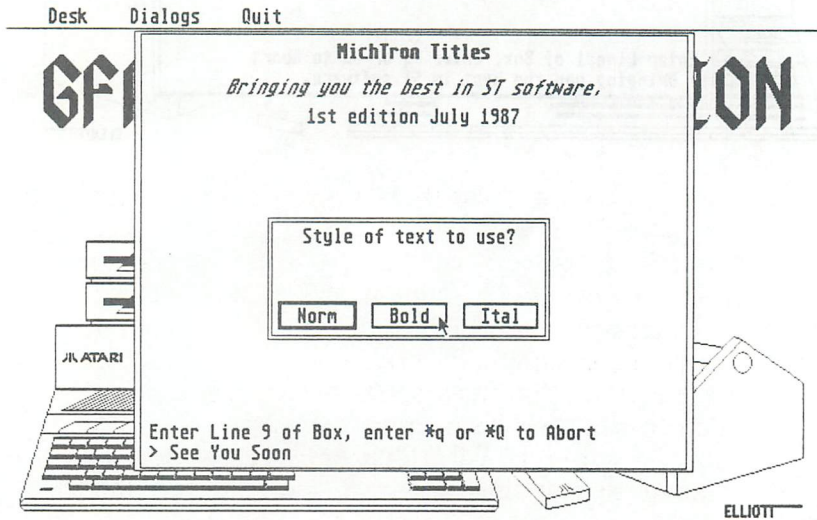 Desk Dialogs Quit
MichTron Titles
Bringing you the best in ST software.
1st edition July 1987
Style of text to use?
Norm Bold Ital
ATARI
Enter Line 9 of Box, enter *q or *Q to Abort
> See You Soon
ELLIOTT